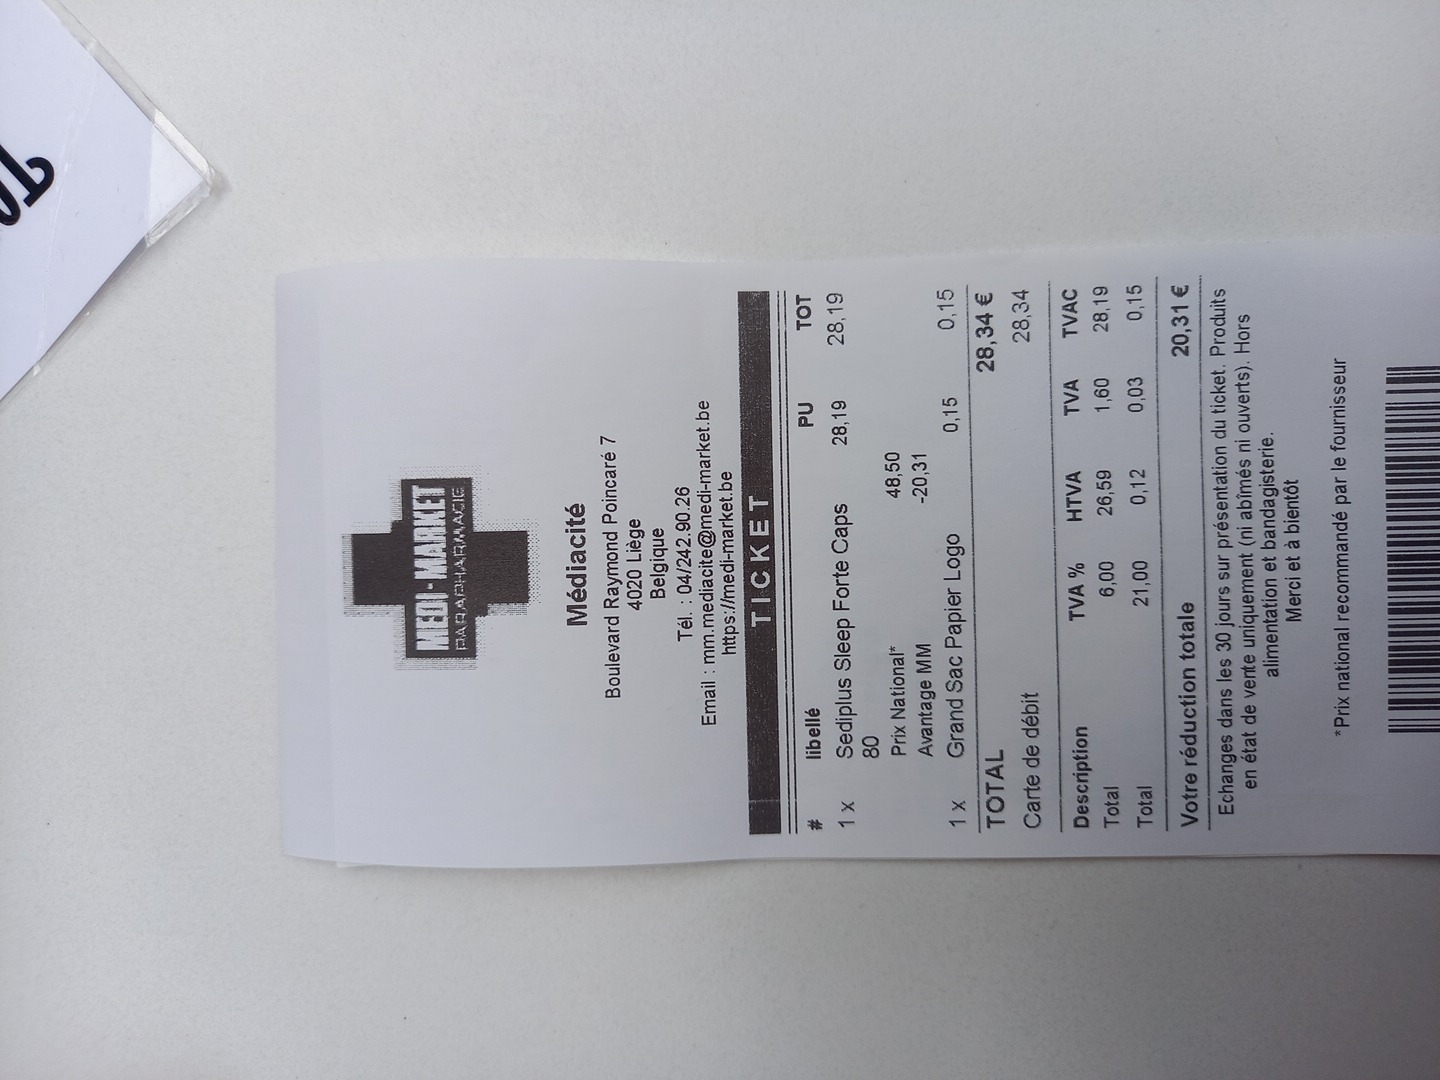 MEDI-MARKET
PARAPHARMACIE
Médiacité
Boulevard Raymond Poincaré 7
4020 Liège
Belgique
Tél. : 04/242.90.26
Email : mm.mediacite@medi-market.be
https://medi-market.be
TICKET
# libellé PU TOT
1 x Sediplus Sleep Forte Caps 28,19 28,19
80
Prix National* 48,50
Avantage MM -20,31
1 x Grand Sac Papier Logo 0,15 0,15
TOTAL 28,34 €
Carte de débit 28,34
Description TVA % HTVA TVA TVAC
Total 6,00 26,59 1,60 28,19
Total 21,00 0,12 0,03 0,15
Votre réduction totale 20,31 €
Echanges dans les 30 jours sur présentation du ticket. Produits
en état de vente uniquement (ni abîmés ni ouverts). Hors
alimentation et bandagisterie.
Merci et à bientôt
*Prix national recommandé par le fournisseur